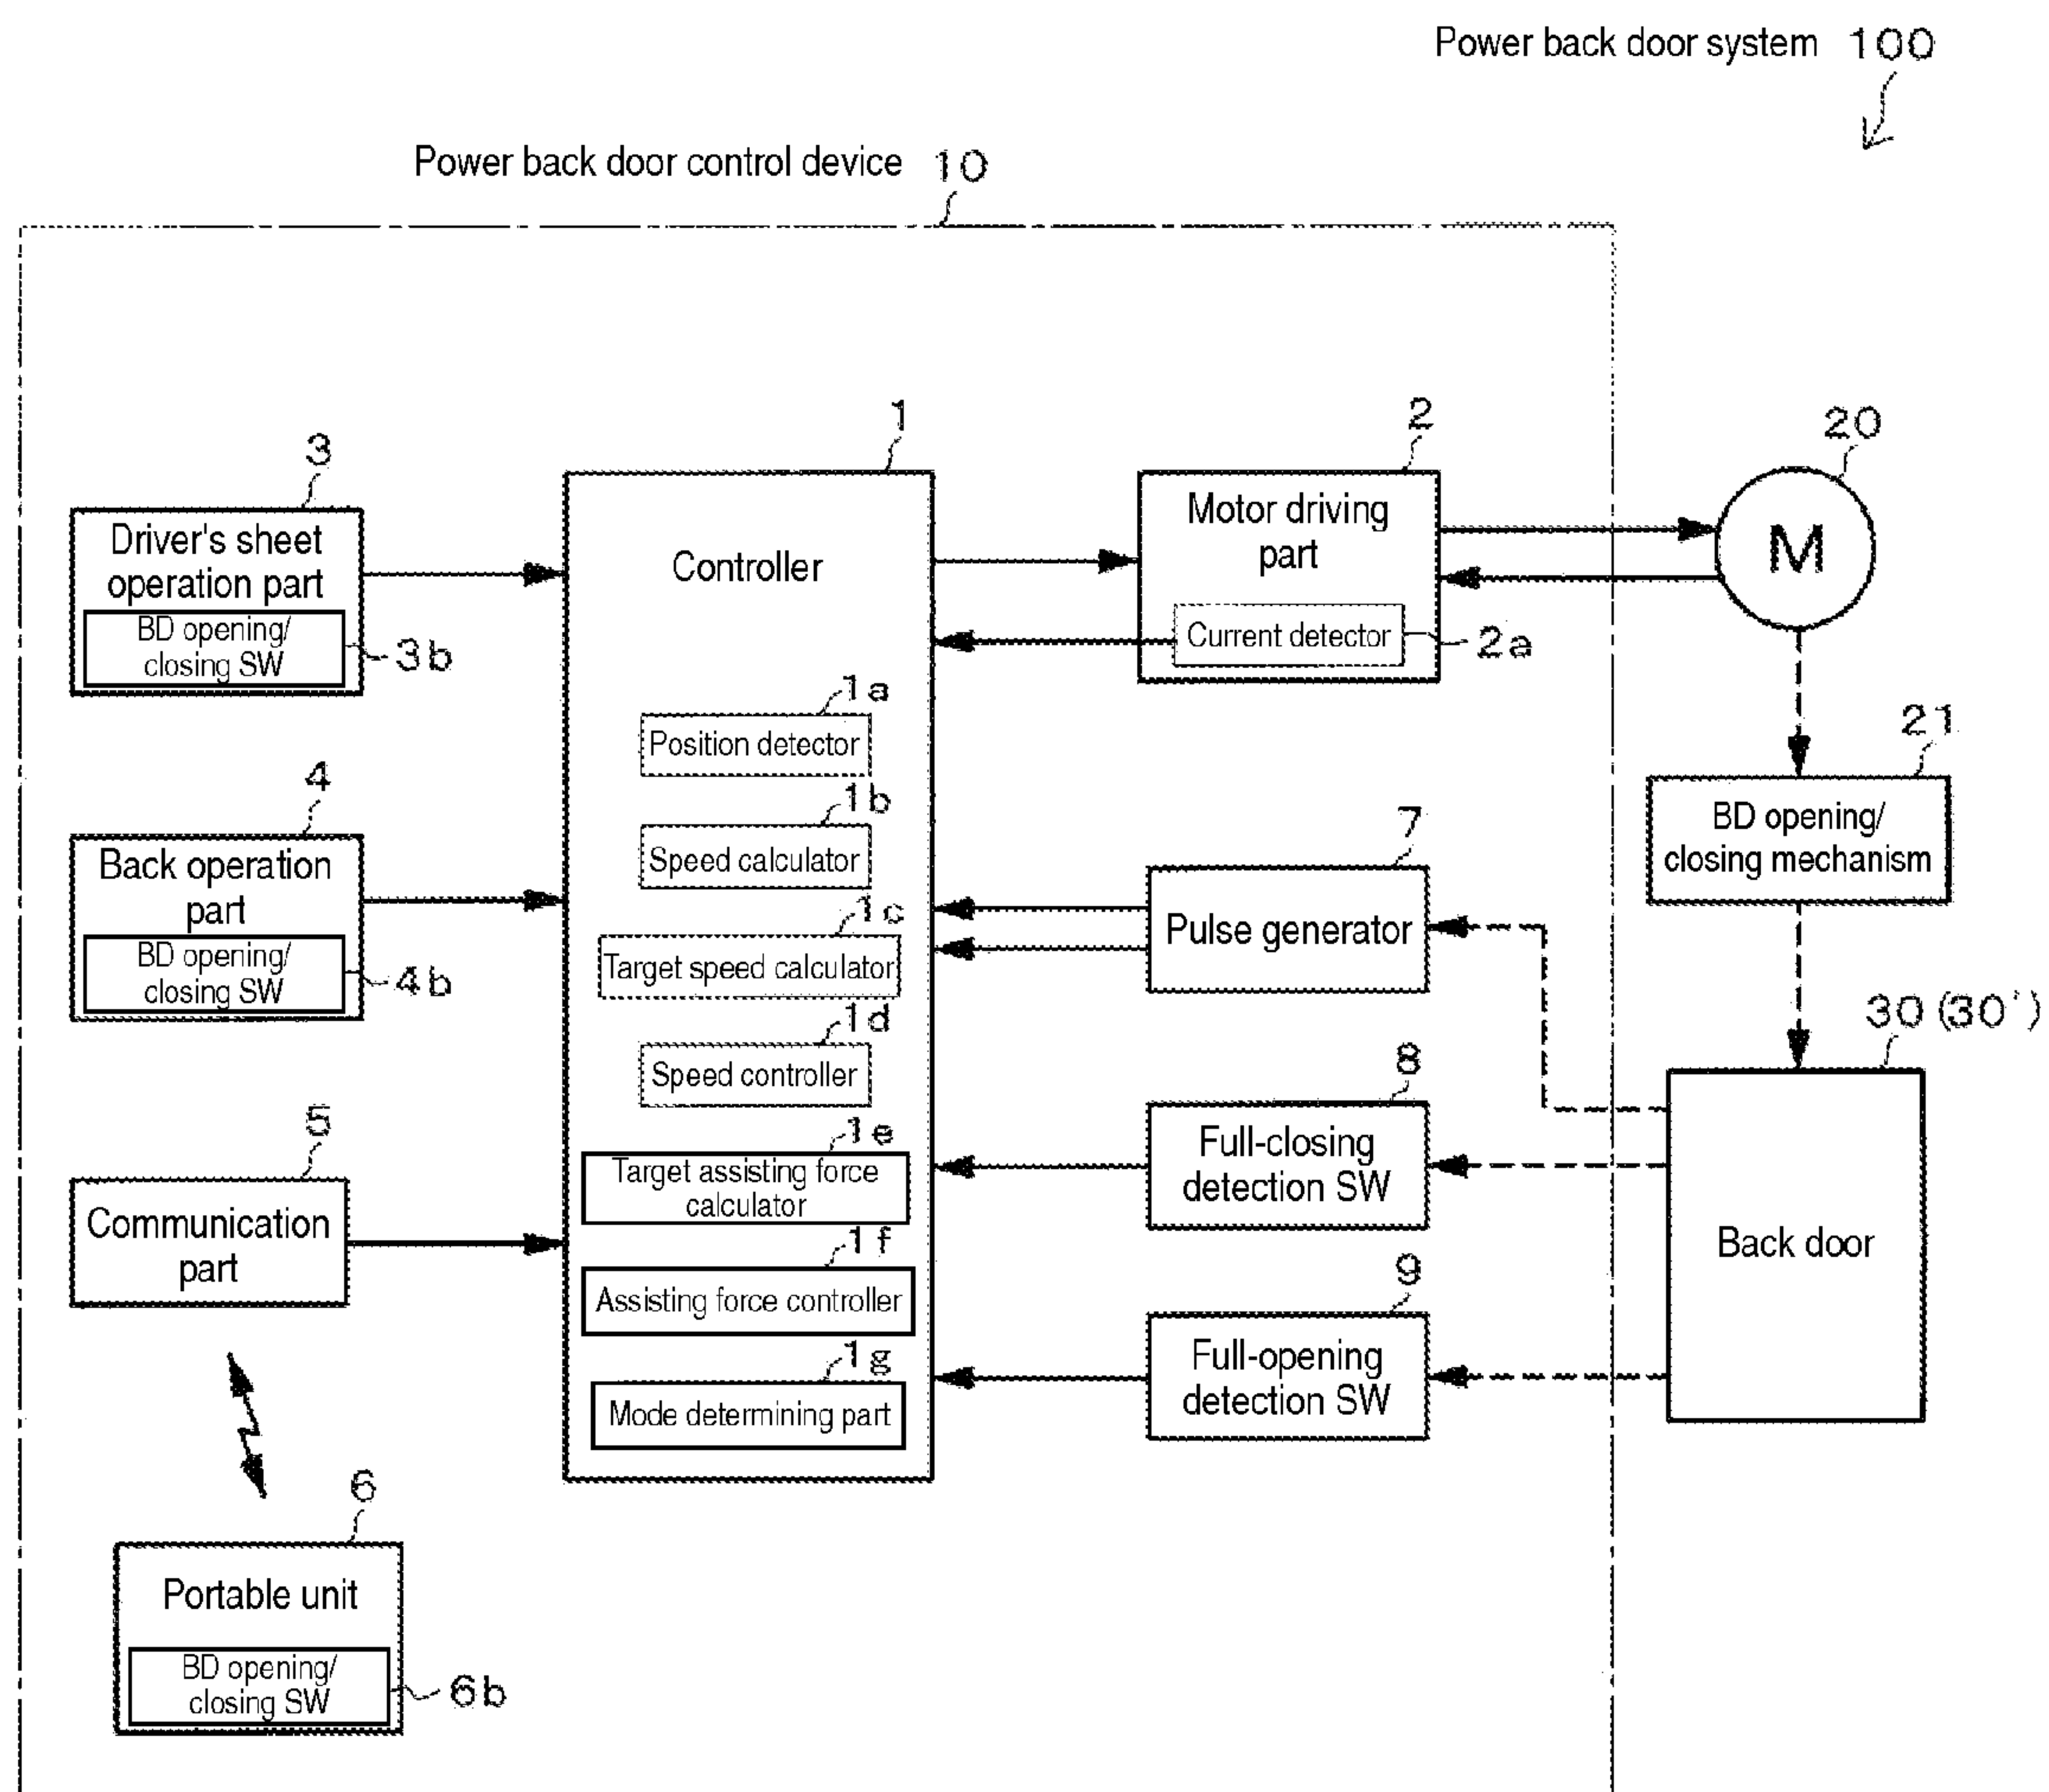 Power back door system 100
Power back door control device 10
3
Driver's sheet
operation part
BD opening/
closing SW
3b
4
Back operation
part
BD opening/
closing SW
4b
5
Communication
part
6
Portable unit
BD opening/
closing SW
6b
1
Controller
1a
Position detector
1b
Speed calculator
1c
Target speed calculator
1d
Speed controller
1e
Target assisting force
calculator
1f
Assisting force controller
1g
Mode determining part
2
Motor driving
part
Current detector
2a
7
Pulse generator
8
Full-closing
detection SW
9
Full-opening
detection SW
20
M
21
BD opening/
closing mechanism
30 (30')
Back door